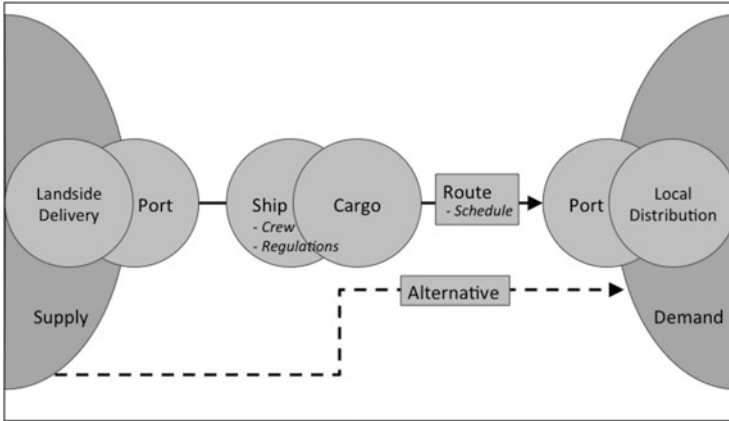 Landside
Delivery
Port
Ship
- Crew
- Regulations
Cargo
Route
- Schedule
Port
Local
Distribution
Alternative
Supply
Demand